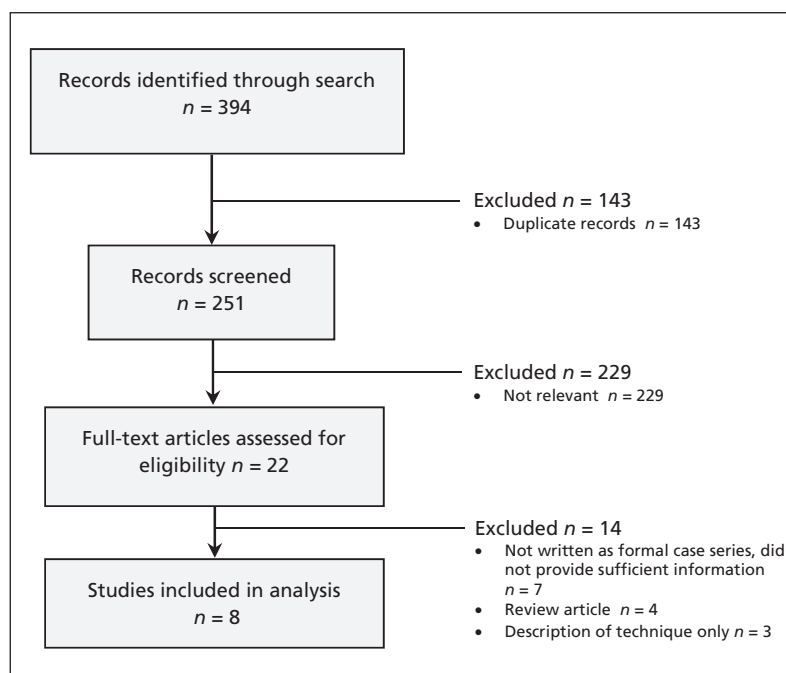 Records identified through search
n = 394
Excluded n = 143
• Duplicate records n = 143
Records screened
n = 251
Excluded n = 229
• Not relevant n = 229
Full-text articles assessed for
eligibility n = 22
Excluded n = 14
• Not written as formal case series, did
not provide sufficient information
n = 7
• Review article n = 4
• Description of technique only n = 3
Studies included in analysis
n = 8